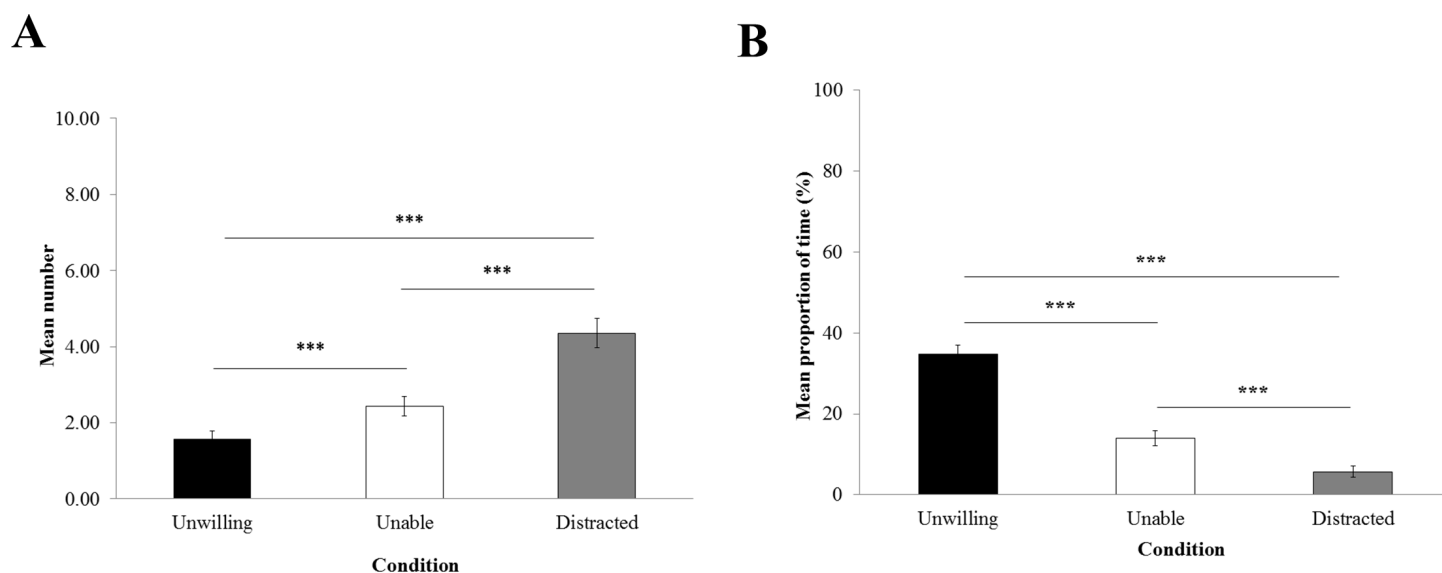 A
Mean number
10.00
8.00
6.00
4.00
2.00
0.00
***
***
***
Unwilling Unable Distracted
Condition
B
Mean proportion of time (%)
100
80
60
40
20
0
***
***
***
Unwilling Unable Distracted
Condition